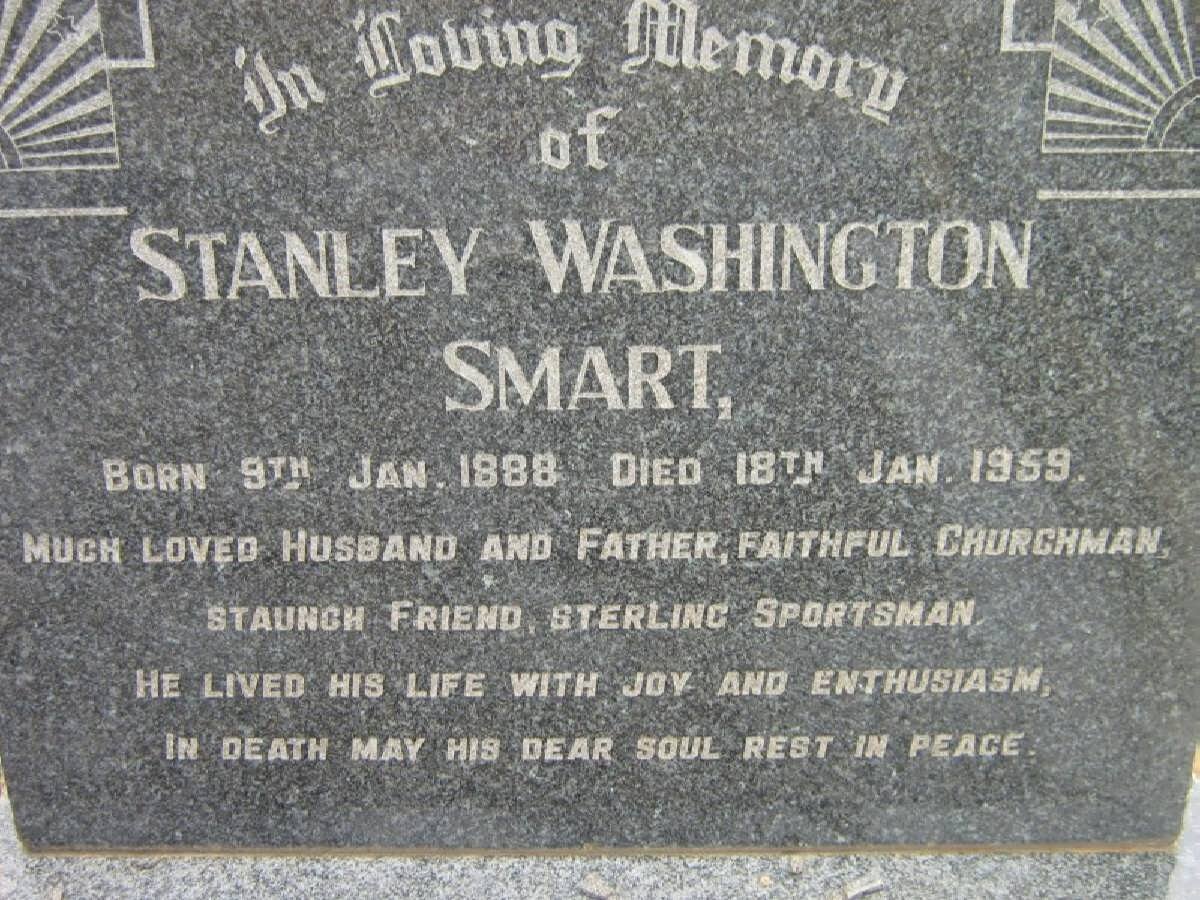 In Loving Memory
of
STANLEY WASHINGTON
SMART,
BORN 9TH JAN. 1888 DIED 18TH JAN. 1959.
MUCH LOVED HUSBAND AND FATHER, FAITHFUL CHURCHMAN,
STAUNCH FRIEND, STERLING SPORTSMAN.
HE LIVED HIS LIFE WITH JOY AND ENTHUSIASM,
IN DEATH MAY HIS DEAR SOUL REST IN PEACE.